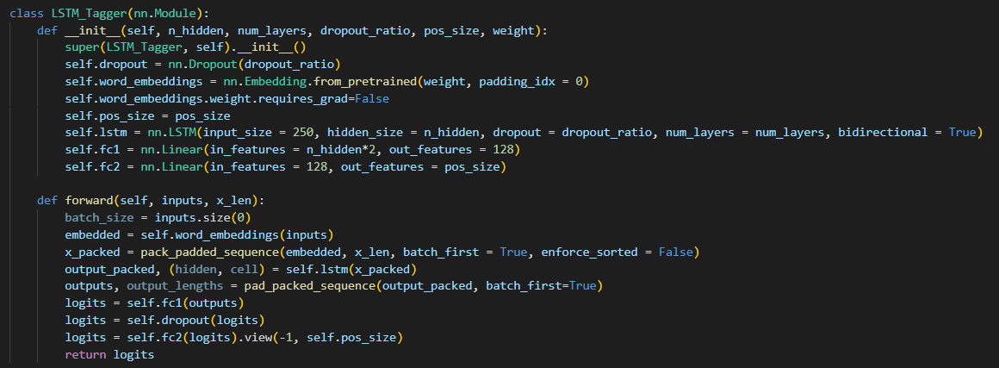 class LSTM_Tagger(nn.Module):
    def __init__(self, n_hidden, num_layers, dropout_ratio, pos_size, weight):
        super(LSTM_Tagger, self).__init__()
        self.dropout = nn.Dropout(dropout_ratio)
        self.word_embeddings = nn.Embedding.from_pretrained(weight, padding_idx = 0)
        self.word_embeddings.weight.requires_grad=False
        self.pos_size = pos_size
        self.lstm = nn.LSTM(input_size = 250, hidden_size = n_hidden, dropout = dropout_ratio, num_layers = num_layers, bidirectional = True)
        self.fc1 = nn.Linear(in_features = n_hidden*2, out_features = 128)
        self.fc2 = nn.Linear(in_features = 128, out_features = pos_size)

    def forward(self, inputs, x_len):
        batch_size = inputs.size(0)
        embedded = self.word_embeddings(inputs)
        x_packed = pack_padded_sequence(embedded, x_len, batch_first = True, enforce_sorted = False)
        output_packed, (hidden, cell) = self.lstm(x_packed)
        outputs, output_lengths = pad_packed_sequence(output_packed, batch_first=True)
        logits = self.fc1(outputs)
        logits = self.dropout(logits)
        logits = self.fc2(logits).view(-1, self.pos_size)
        return logits